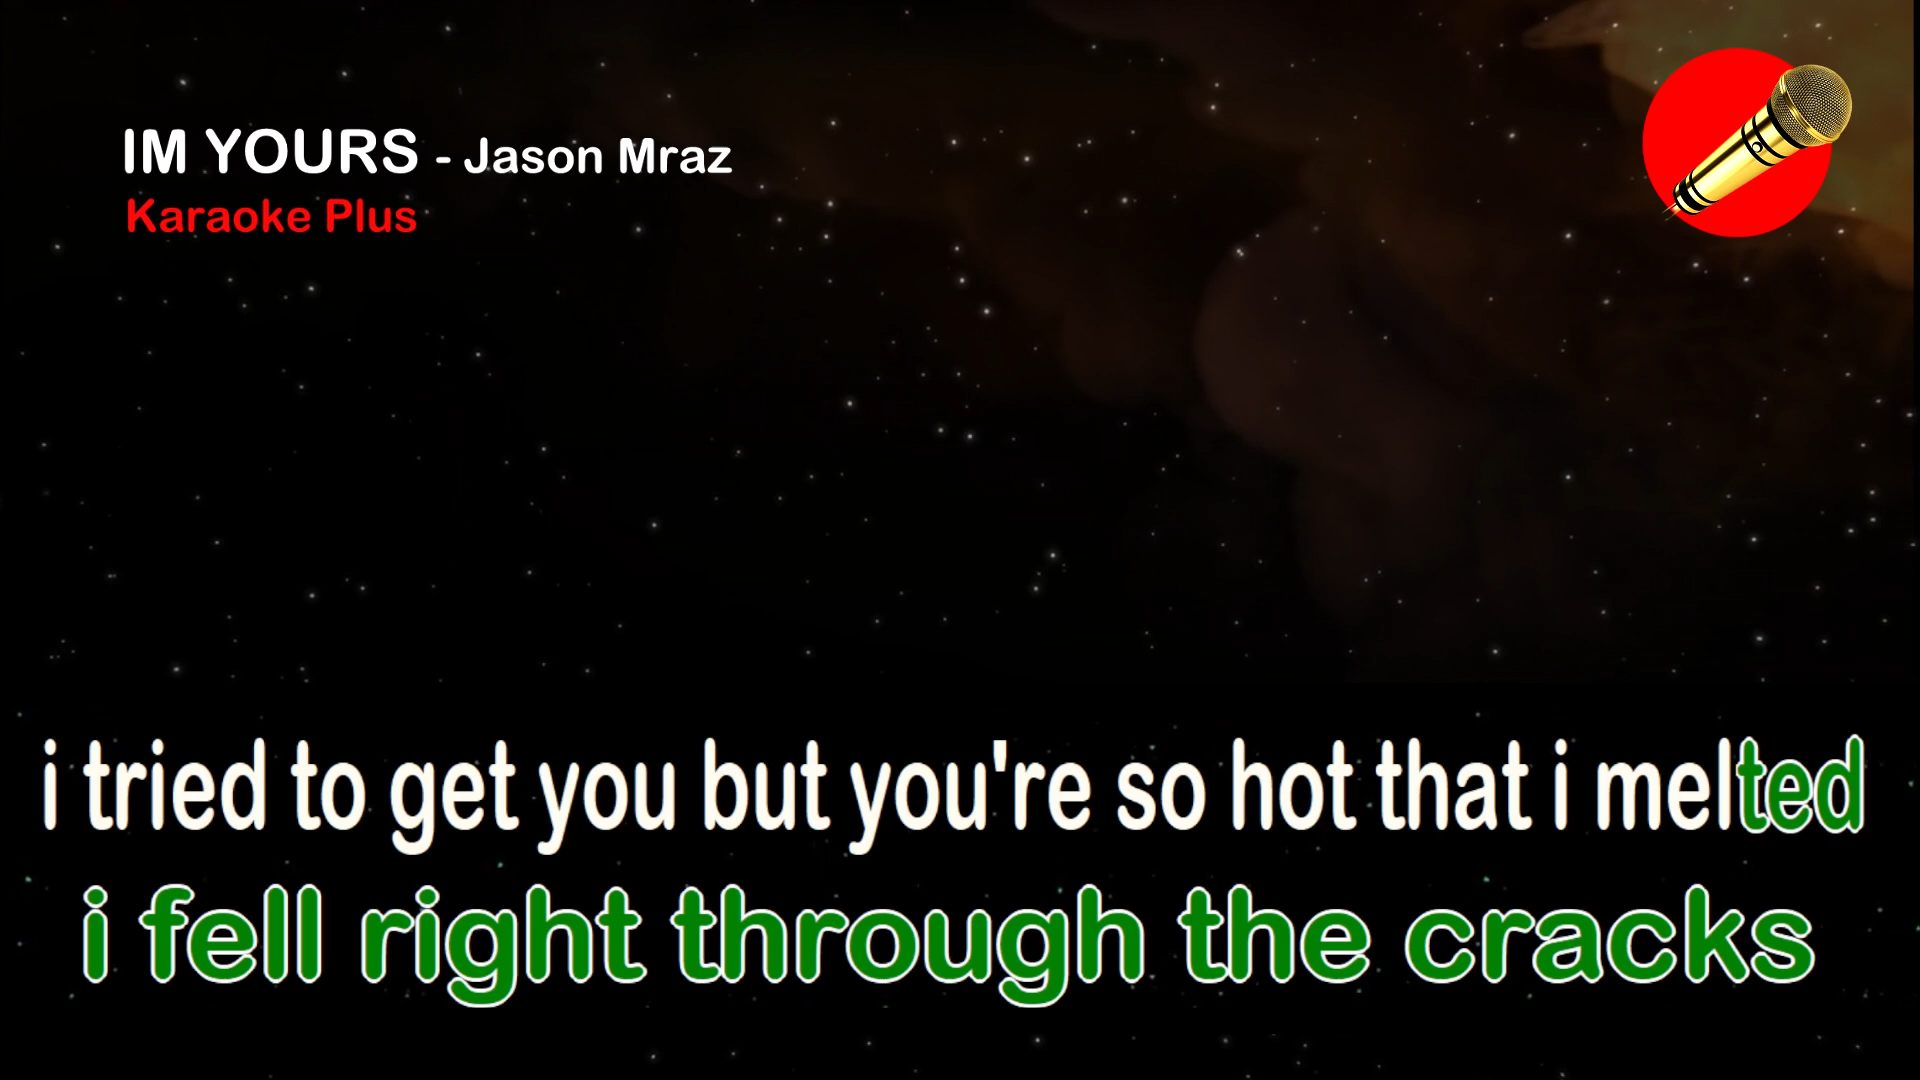 IM YOURS - Jason Mraz
Karaoke Plus
i tried to get you but you're so hot that i melted
i fell right through the cracks